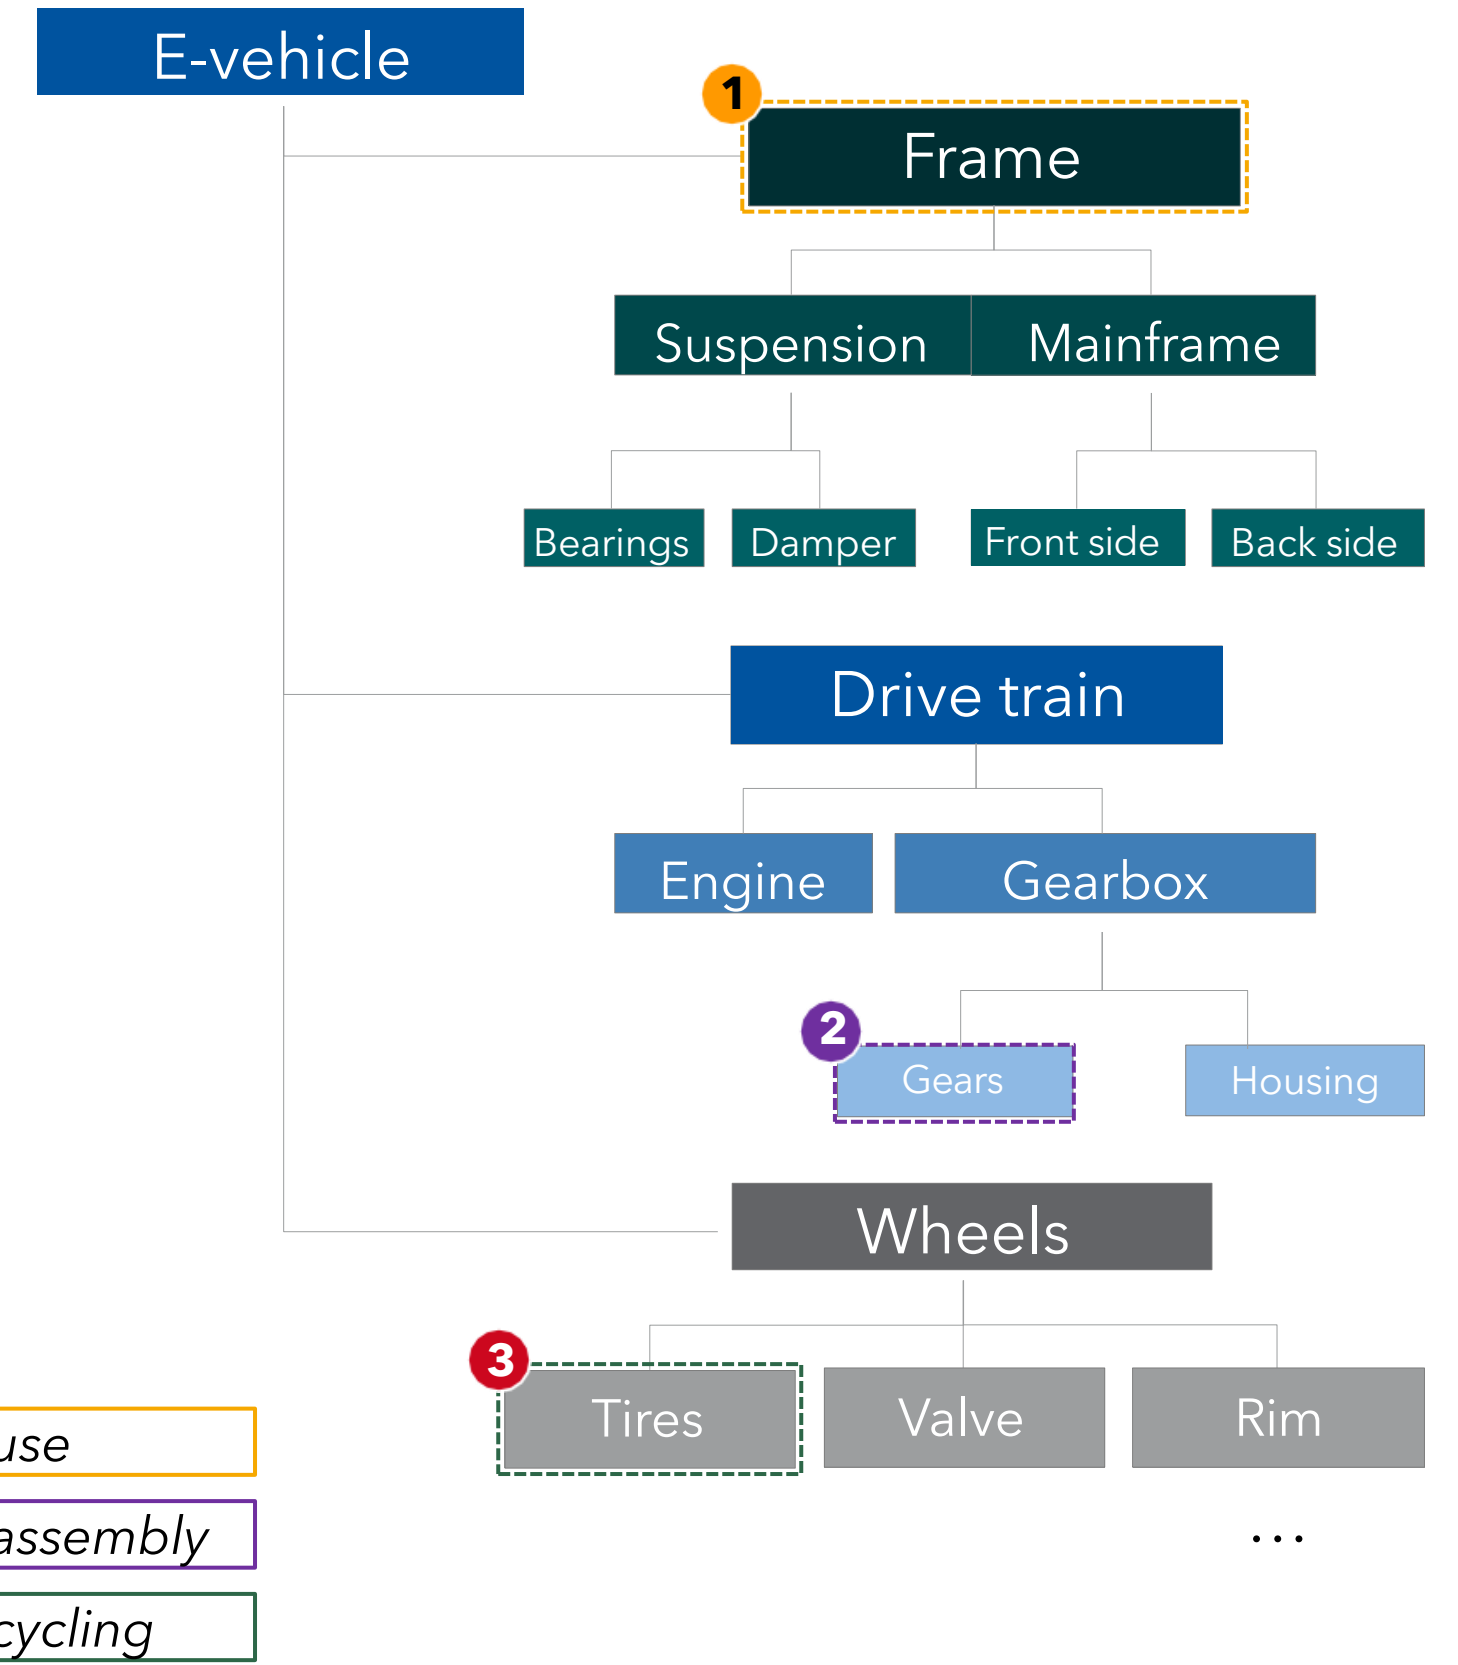 E-vehicle
1
Frame
Suspension Mainframe
Bearings Damper Front side Back side
Drive train
Engine Gearbox
2
Gears Housing
Wheels
3
Tires Valve Rim
use
assembly
cycling
...